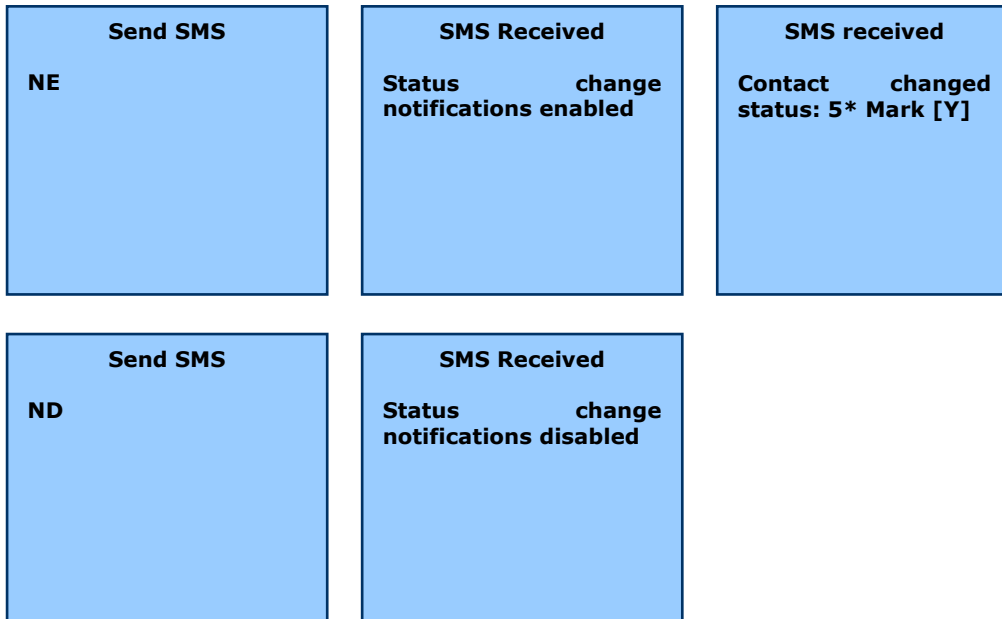 Send SMS
NE
SMS Received
Status change
notifications enabled
SMS received
Contact changed
status: 5* Mark [Y]
Send SMS
ND
SMS Received
Status change
notifications disabled